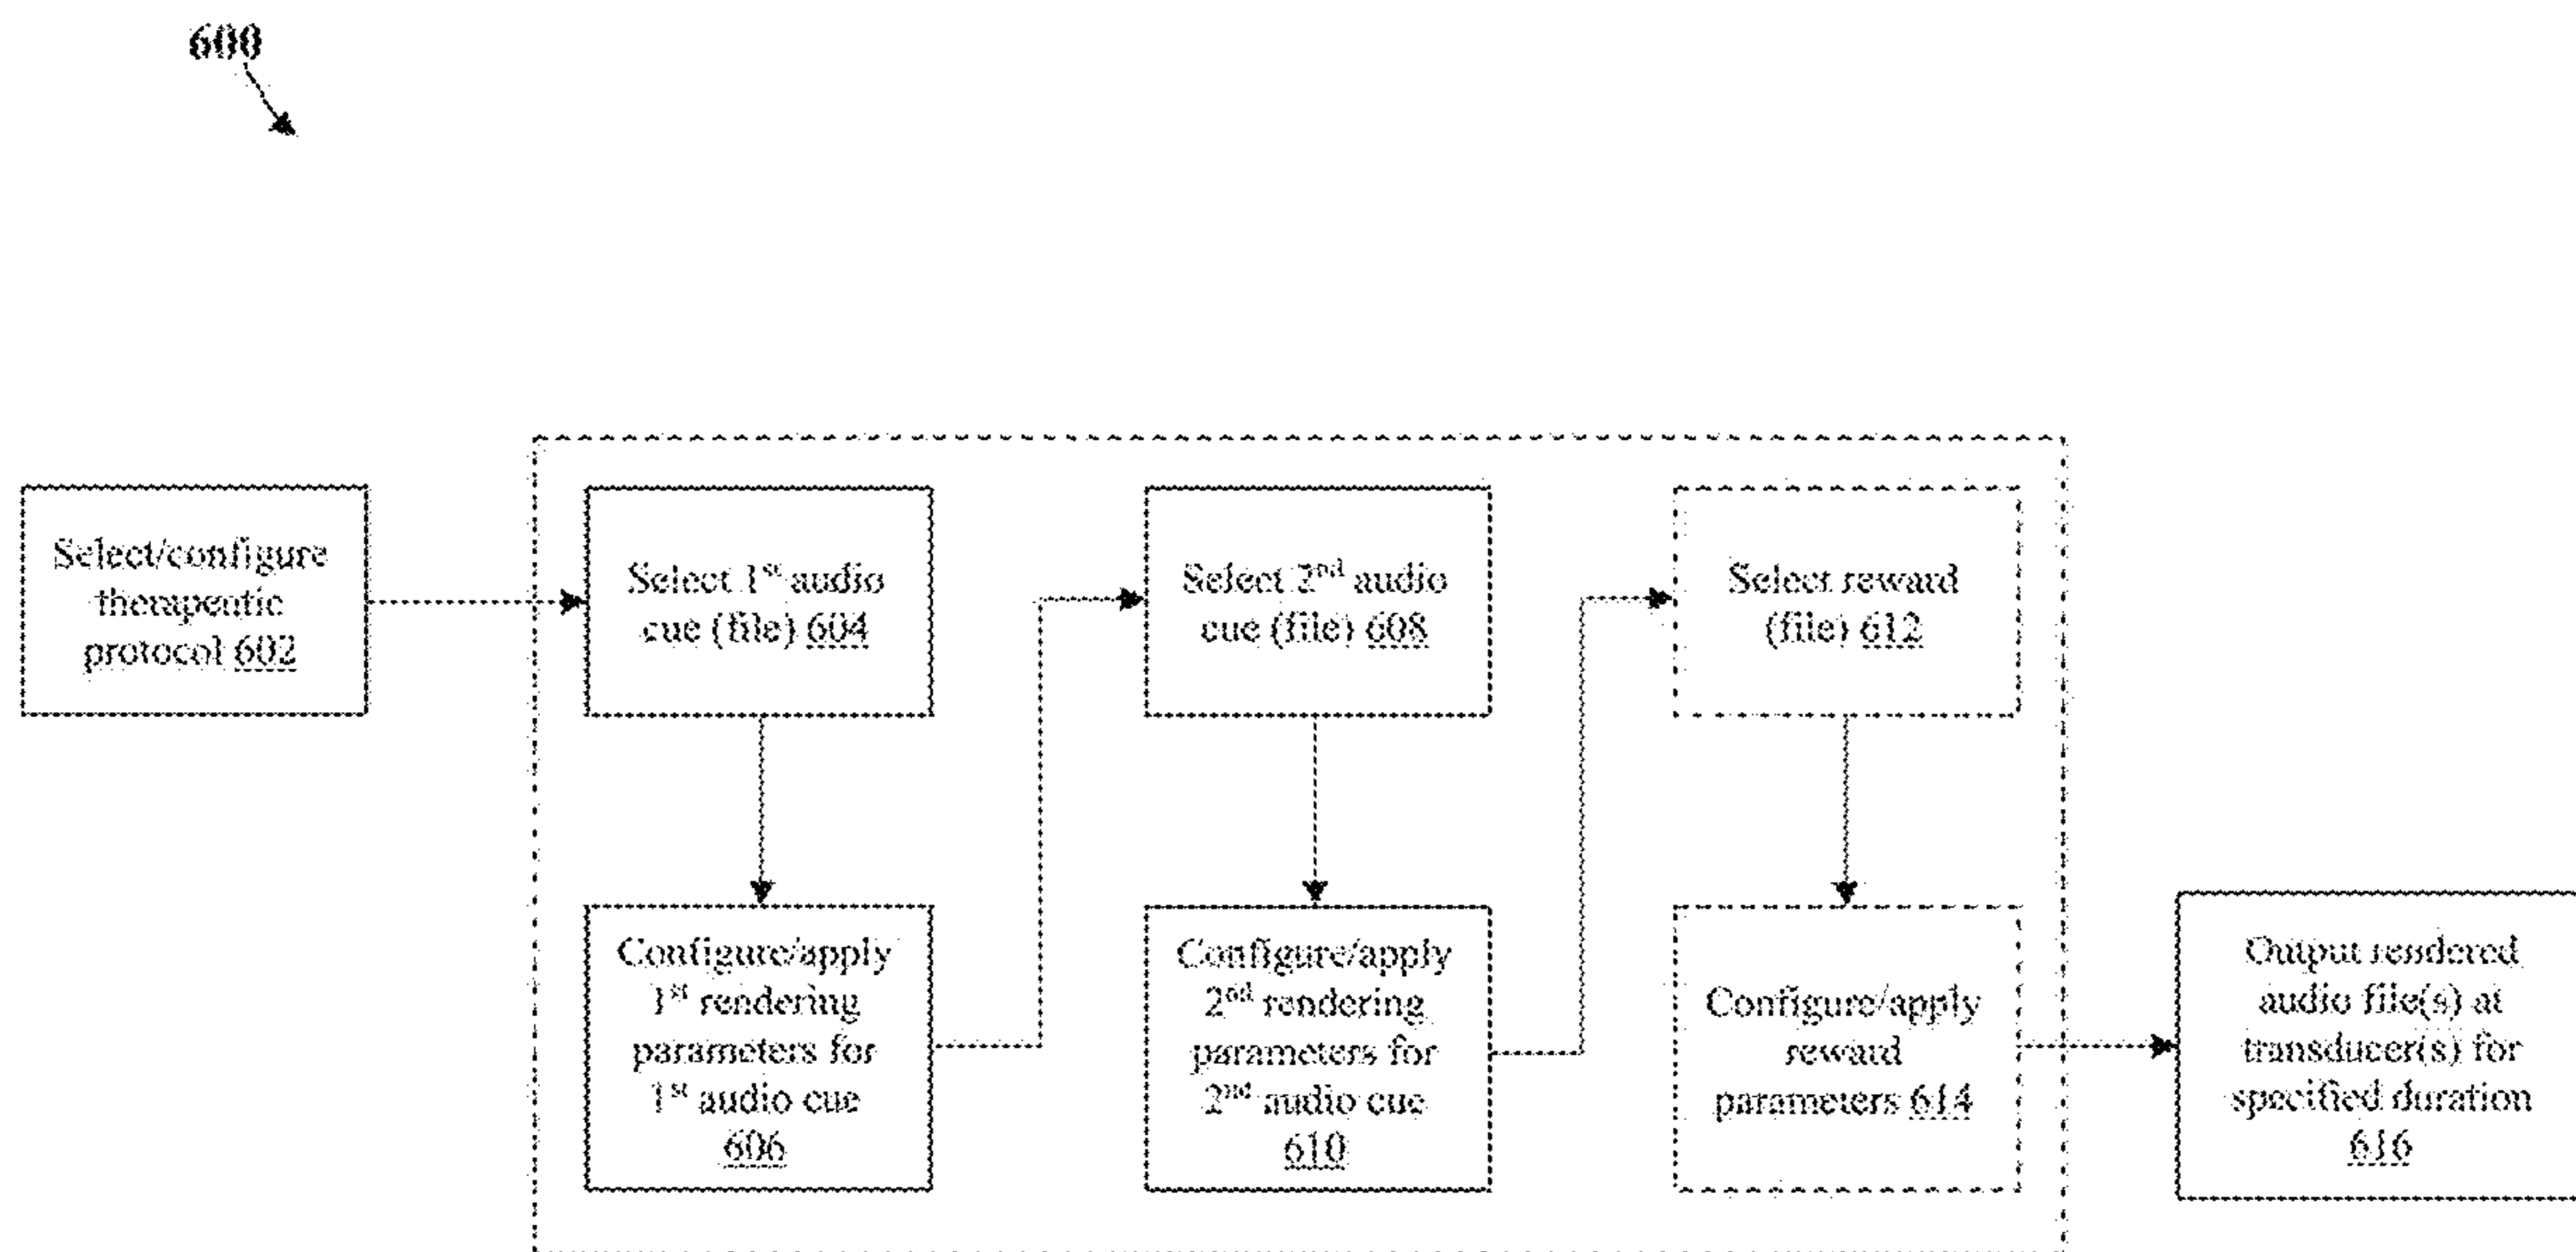 600
Select/configure
therapeutic
protocol 602
Select 1st audio
cue (file) 604
Configure/apply
1st rendering
parameters for
1st audio cue
606
Select 2nd audio
cue (file) 608
Configure/apply
2nd rendering
parameters for
2nd audio cue
610
Select reward
(file) 612
Configure/apply
reward
parameters 614
Output rendered
audio file(s) at
transducer(s) for
specified duration
616